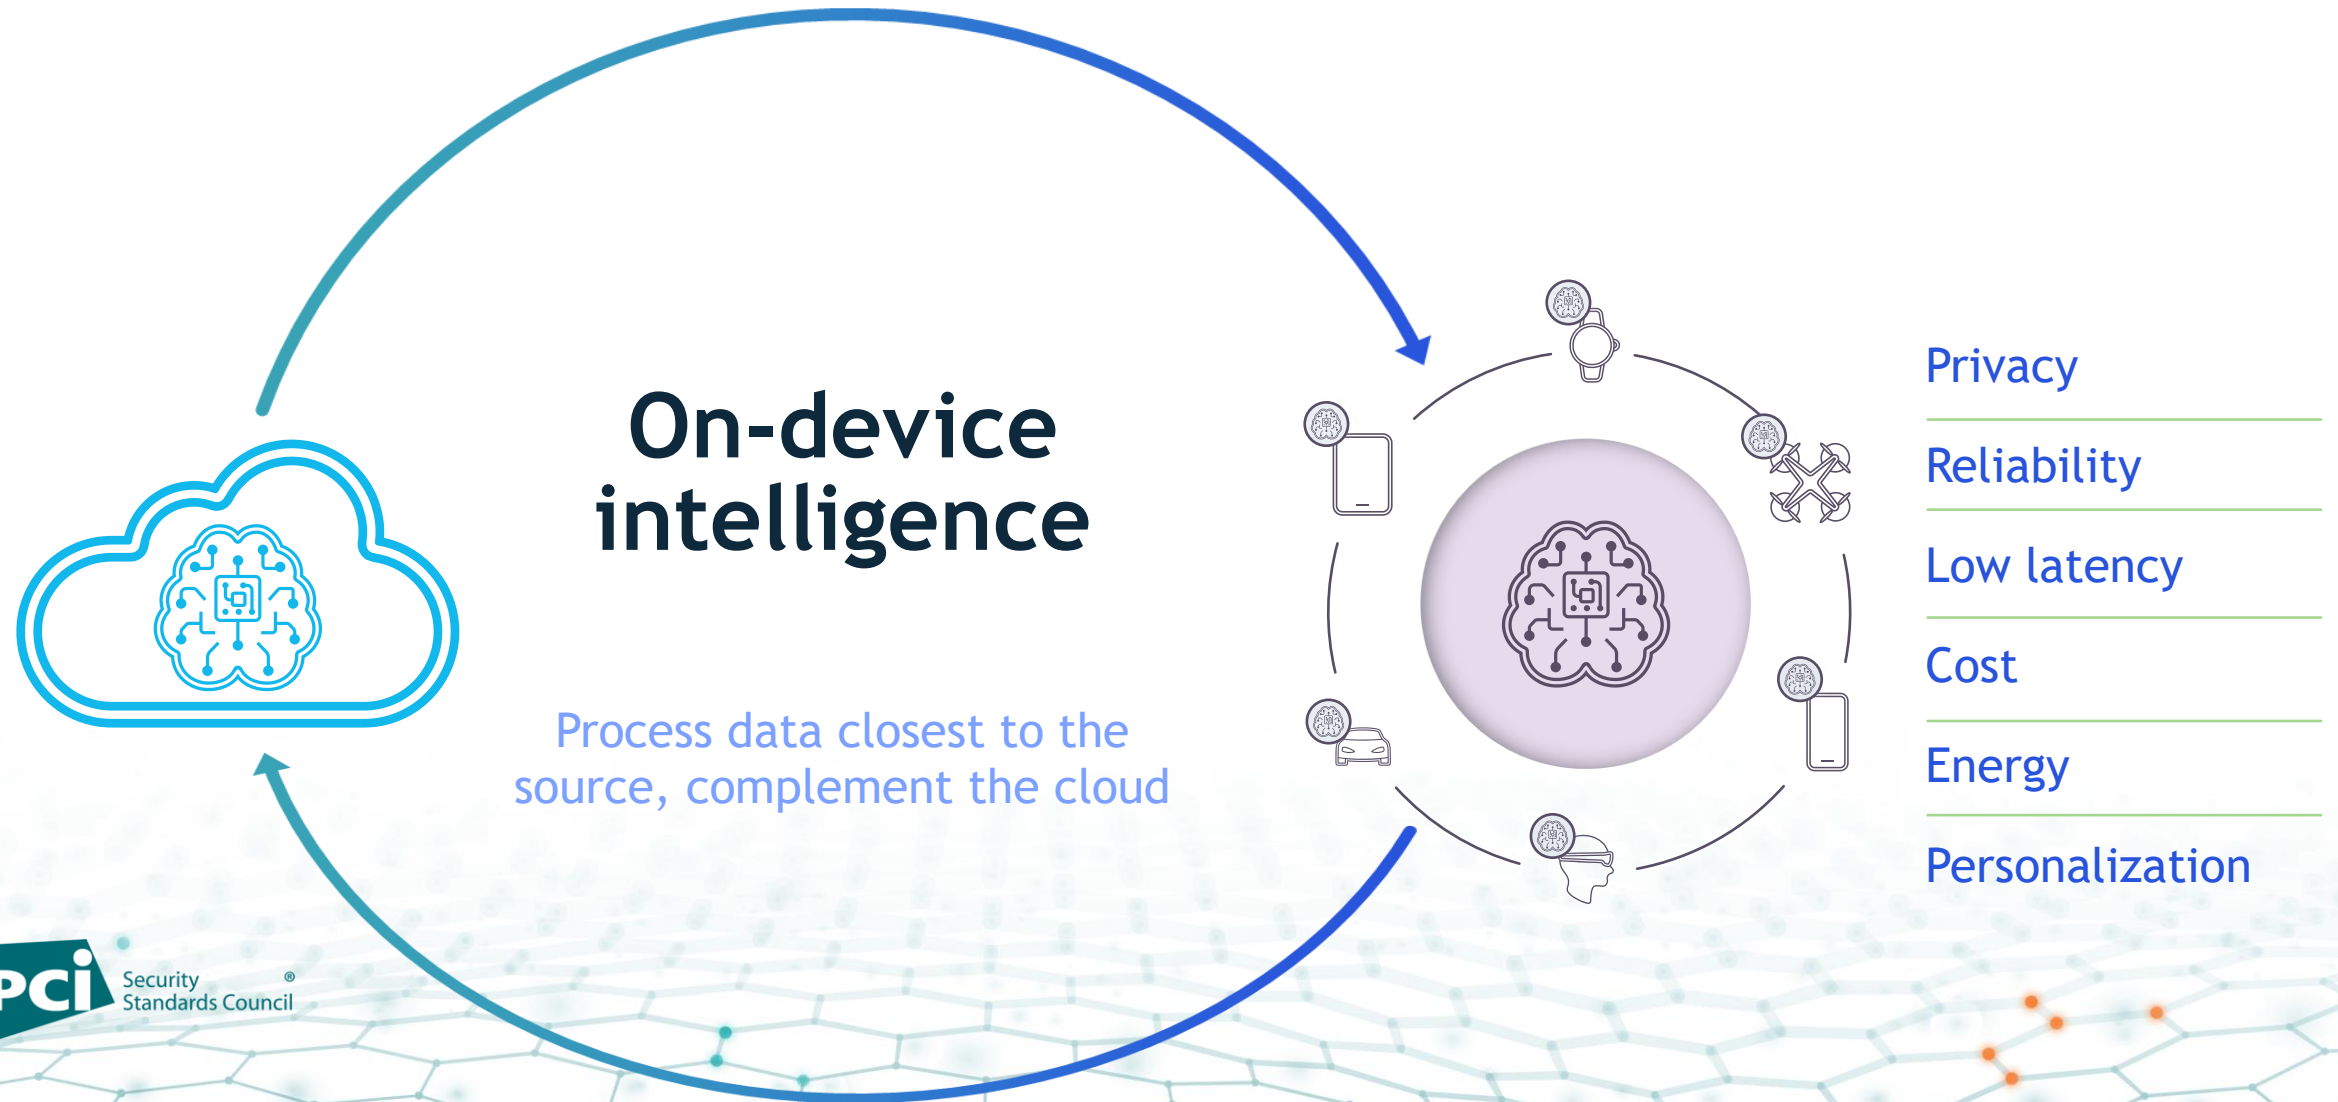 On-device
intelligence
Process data closest to the
source, complement the cloud
Privacy
Reliability
Low latency
Cost
Energy
Personalization
PCi Security ®
Standards Council